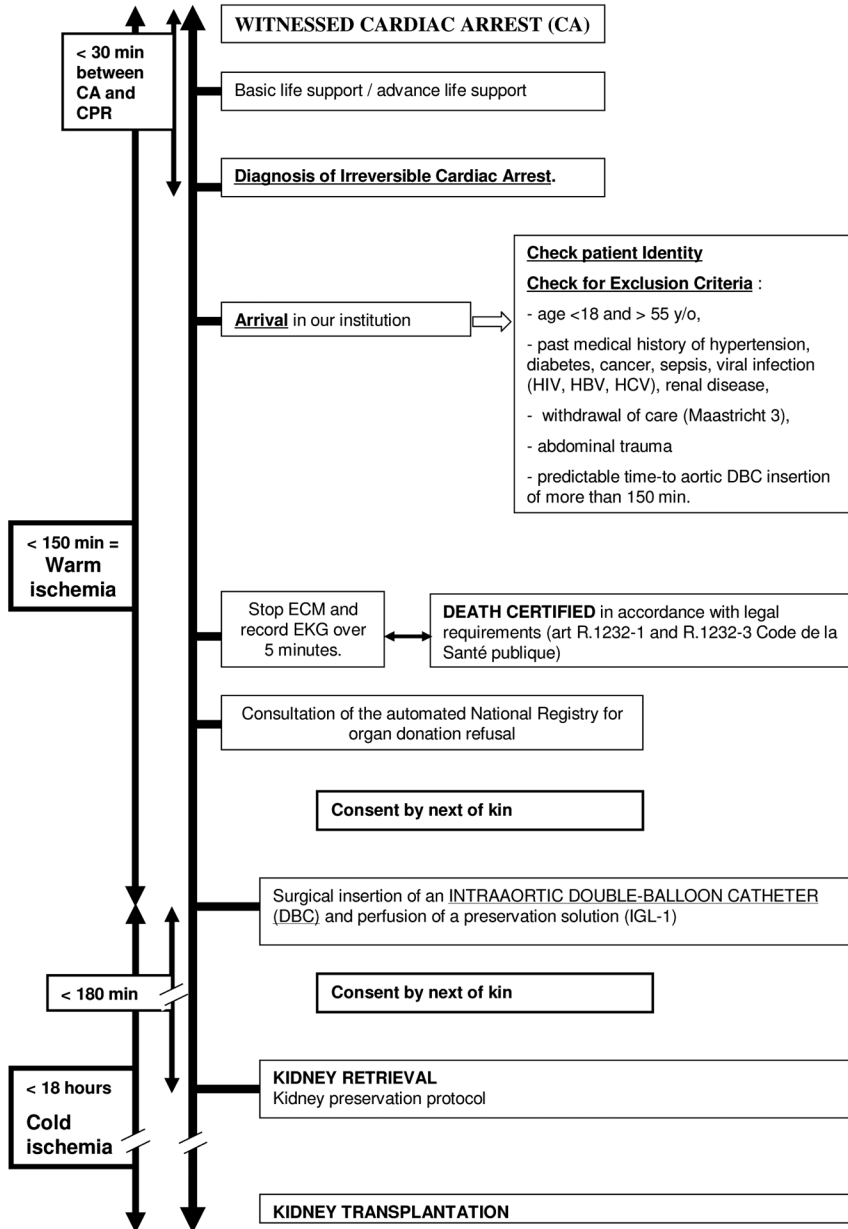 WITNESSED CARDIAC ARREST (CA)
< 30 min
between
CA and
CPR
Basic life support / advance life support
Diagnosis of Irreversible Cardiac Arrest.
Arrival in our institution
Check patient Identity
Check for Exclusion Criteria :
- age <18 and > 55 y/o,
- past medical history of hypertension,
diabetes, cancer, sepsis, viral infection
(HIV, HBV, HCV), renal disease,
- withdrawal of care (Maastricht 3),
- abdominal trauma
- predictable time-to aortic DBC insertion
of more than 150 min.
< 150 min =
Warm
ischemia
Stop ECM and
record EKG over
5 minutes.
DEATH CERTIFIED in accordance with legal
requirements (art R.1232-1 and R.1232-3 Code de la
Santé publique)
Consultation of the automated National Registry for
organ donation refusal
Consent by next of kin
Surgical insertion of an INTRAAORTIC DOUBLE-BALLOON CATHETER
(DBC) and perfusion of a preservation solution (IGL-1)
< 180 min
Consent by next of kin
KIDNEY RETRIEVAL
Kidney preservation protocol
< 18 hours
Cold
ischemia
KIDNEY TRANSPLANTATION